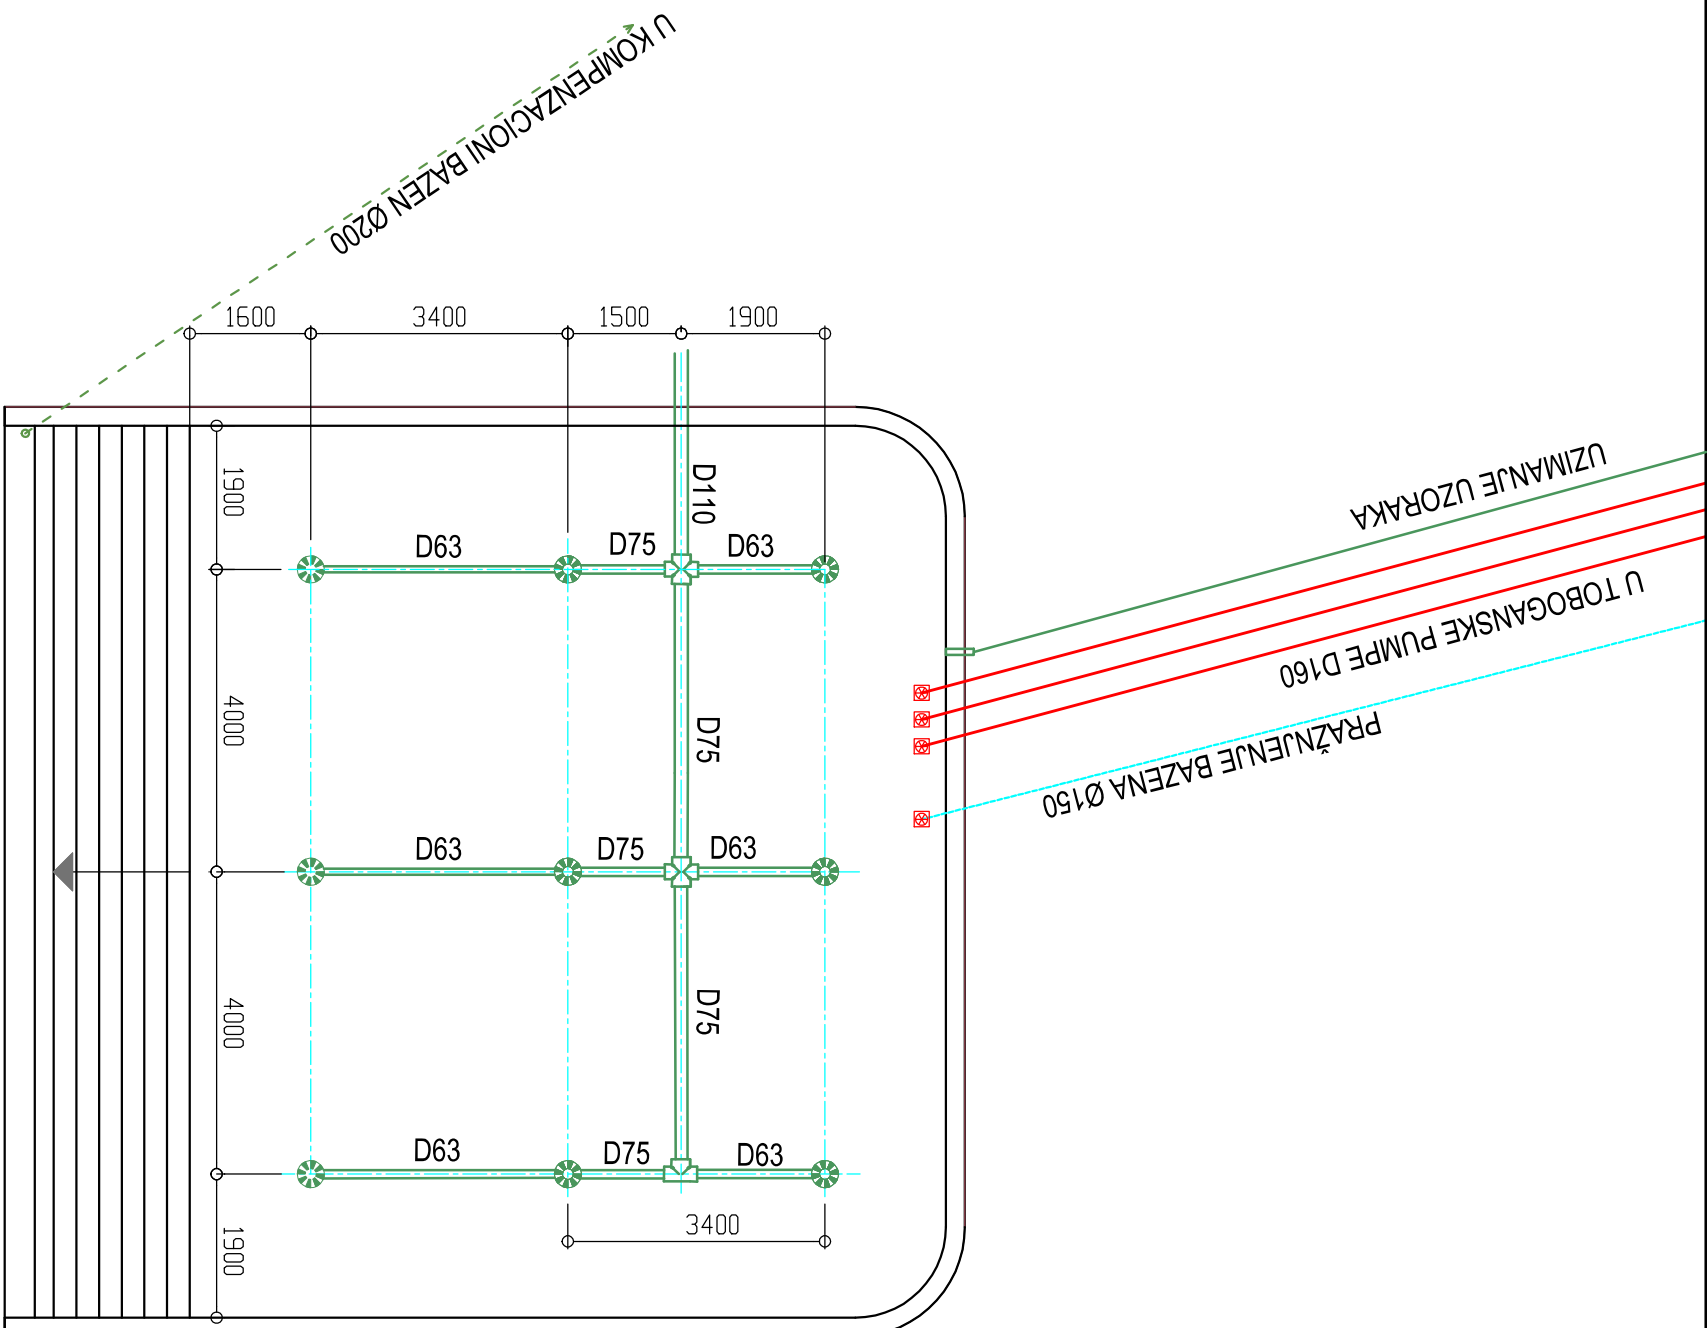 U KOMPENZACIONI BAZEN Ø200
1600
3400
1500
1900
1900
D110
UZIMANJE UZORAKA
D63
D75
D63
U TOBOGANSKE PUMPE D160
4000
D75
PRAŽNJENJE BAZENA Ø150
D63
D75
D63
4000
D75
D63
D75
D63
3400
1900